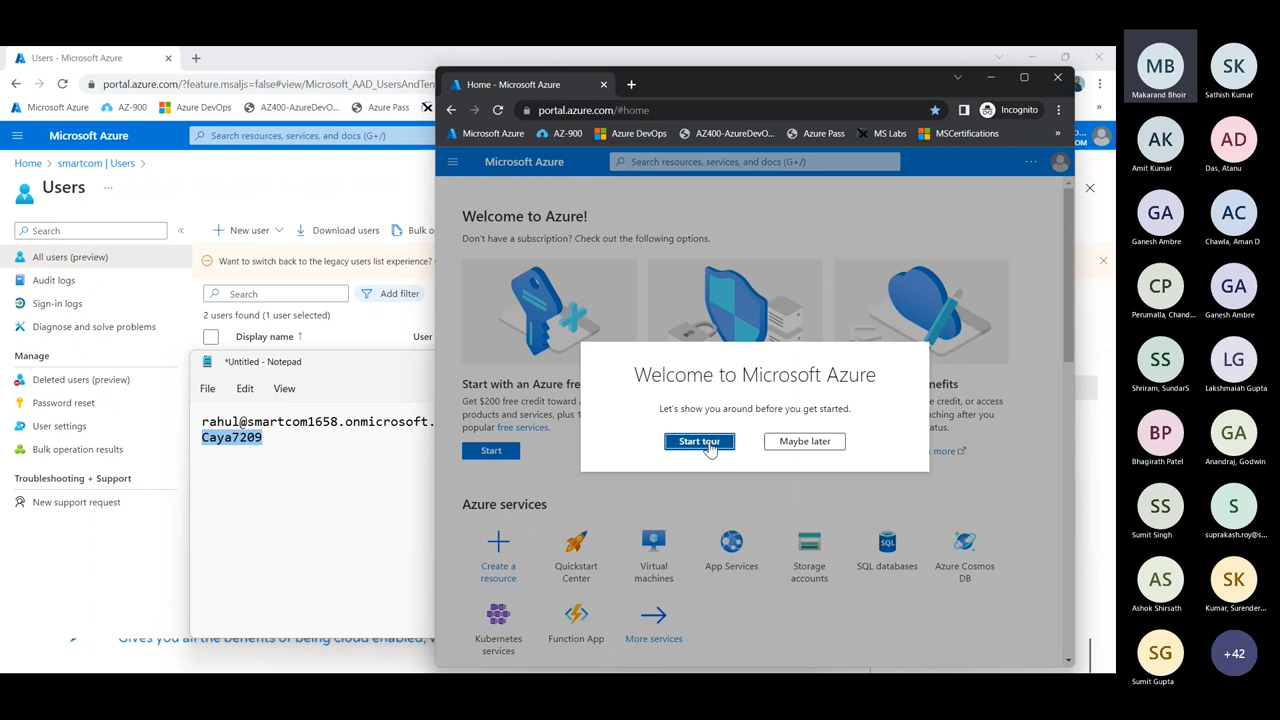 Users - Microsoft Azure
portal.azure.com/?feature.msaljs=false#view/Microsoft_AAD_UsersAndTen
Microsoft Azure AZ-900 Azure DevOps AZ400-AzureDevO... Azure Pass »
Microsoft Azure
Search resources, services, and docs (G+/)
Home > smartcom | Users >
Users ...
Search «
All users (preview)
Audit logs
Sign-in logs
Diagnose and solve problems
Manage
Deleted users (preview)
Password reset
User settings
Bulk operation results
Troubleshooting + Support
New support request
New user Download users Bulk o
Want to switch back to the legacy users list experience?
Search Add filter
2 users found (1 user selected)
Display name ↑ User
*Untitled - Notepad
File Edit View
rahul@smartcom1658.onmicrosoft.
Caya7209
Gives you all the benefits of being cloud enabled,
Home - Microsoft Azure
portal.azure.com/#home Incognito
Microsoft Azure AZ-900 Azure DevOps AZ400-AzureDevO... Azure Pass MS Labs MSCertifications »
Microsoft Azure
Search resources, services, and docs (G+/) ...
COM
Welcome to Azure!
Don't have a subscription? Check out the following options.
Start with an Azure fre
Get $200 free credit toward
products and services, plus 1
popular free services.
Start
nefits
e credit, or access
aching after you
atus.
more
Welcome to Microsoft Azure
Let's show you around before you get started.
Start tour Maybe later
Azure services
Create a resource
Quickstart Center
Virtual machines
App Services
Storage accounts
SQL databases
Azure Cosmos DB
SQL
Kubernetes services
Function App
More services
MB
Makarand Bhoir
SK
Sathish Kumar
AK
Amit Kumar
AD
Das, Atanu
GA
Ganesh Ambre
AC
Chawla, Aman D
CP
Perumalla, Chand...
GA
Ganesh Ambre
SS
Shriram, SundarS
LG
Lakshmaiah Gupta
BP
Bhagirath Patel
GA
Anandraj, Godwin
SS
Sumit Singh
S
suprakash.roy@s...
AS
Ashok Shirsath
SK
Kumar, Surender...
SG
Sumit Gupta
+42